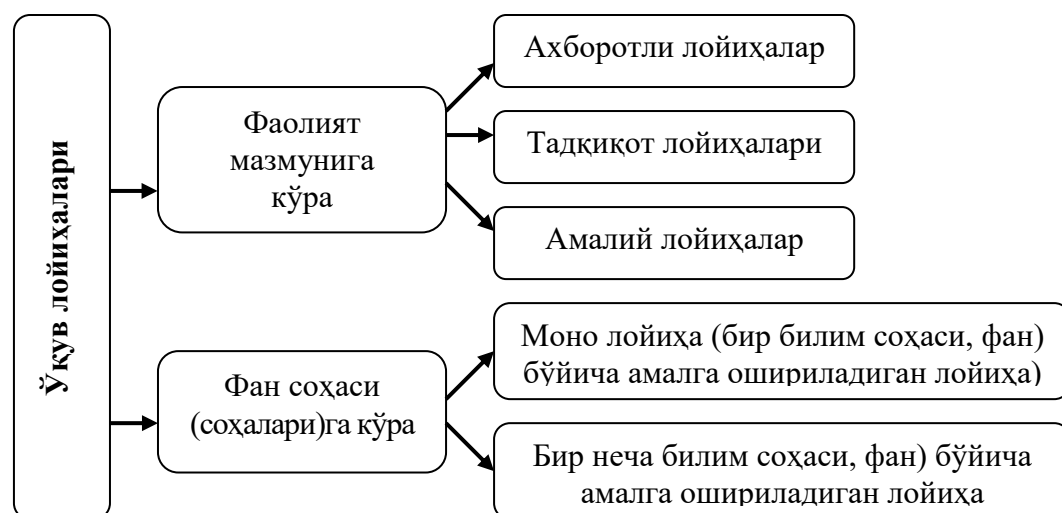 Ўқув лойиҳалари
Фаолият
мазмунига
кўра
Ахборотли лойиҳалар
Тадқиқот лойиҳалари
Амалий лойиҳалар
Фан соҳаси
(соҳалари)га кўра
Моно лойиҳа (бир билим соҳаси, фан)
бўйича амалга ошириладиган лойиҳа)
Бир неча билим соҳаси, фан) бўйича
амалга ошириладиган лойиҳа